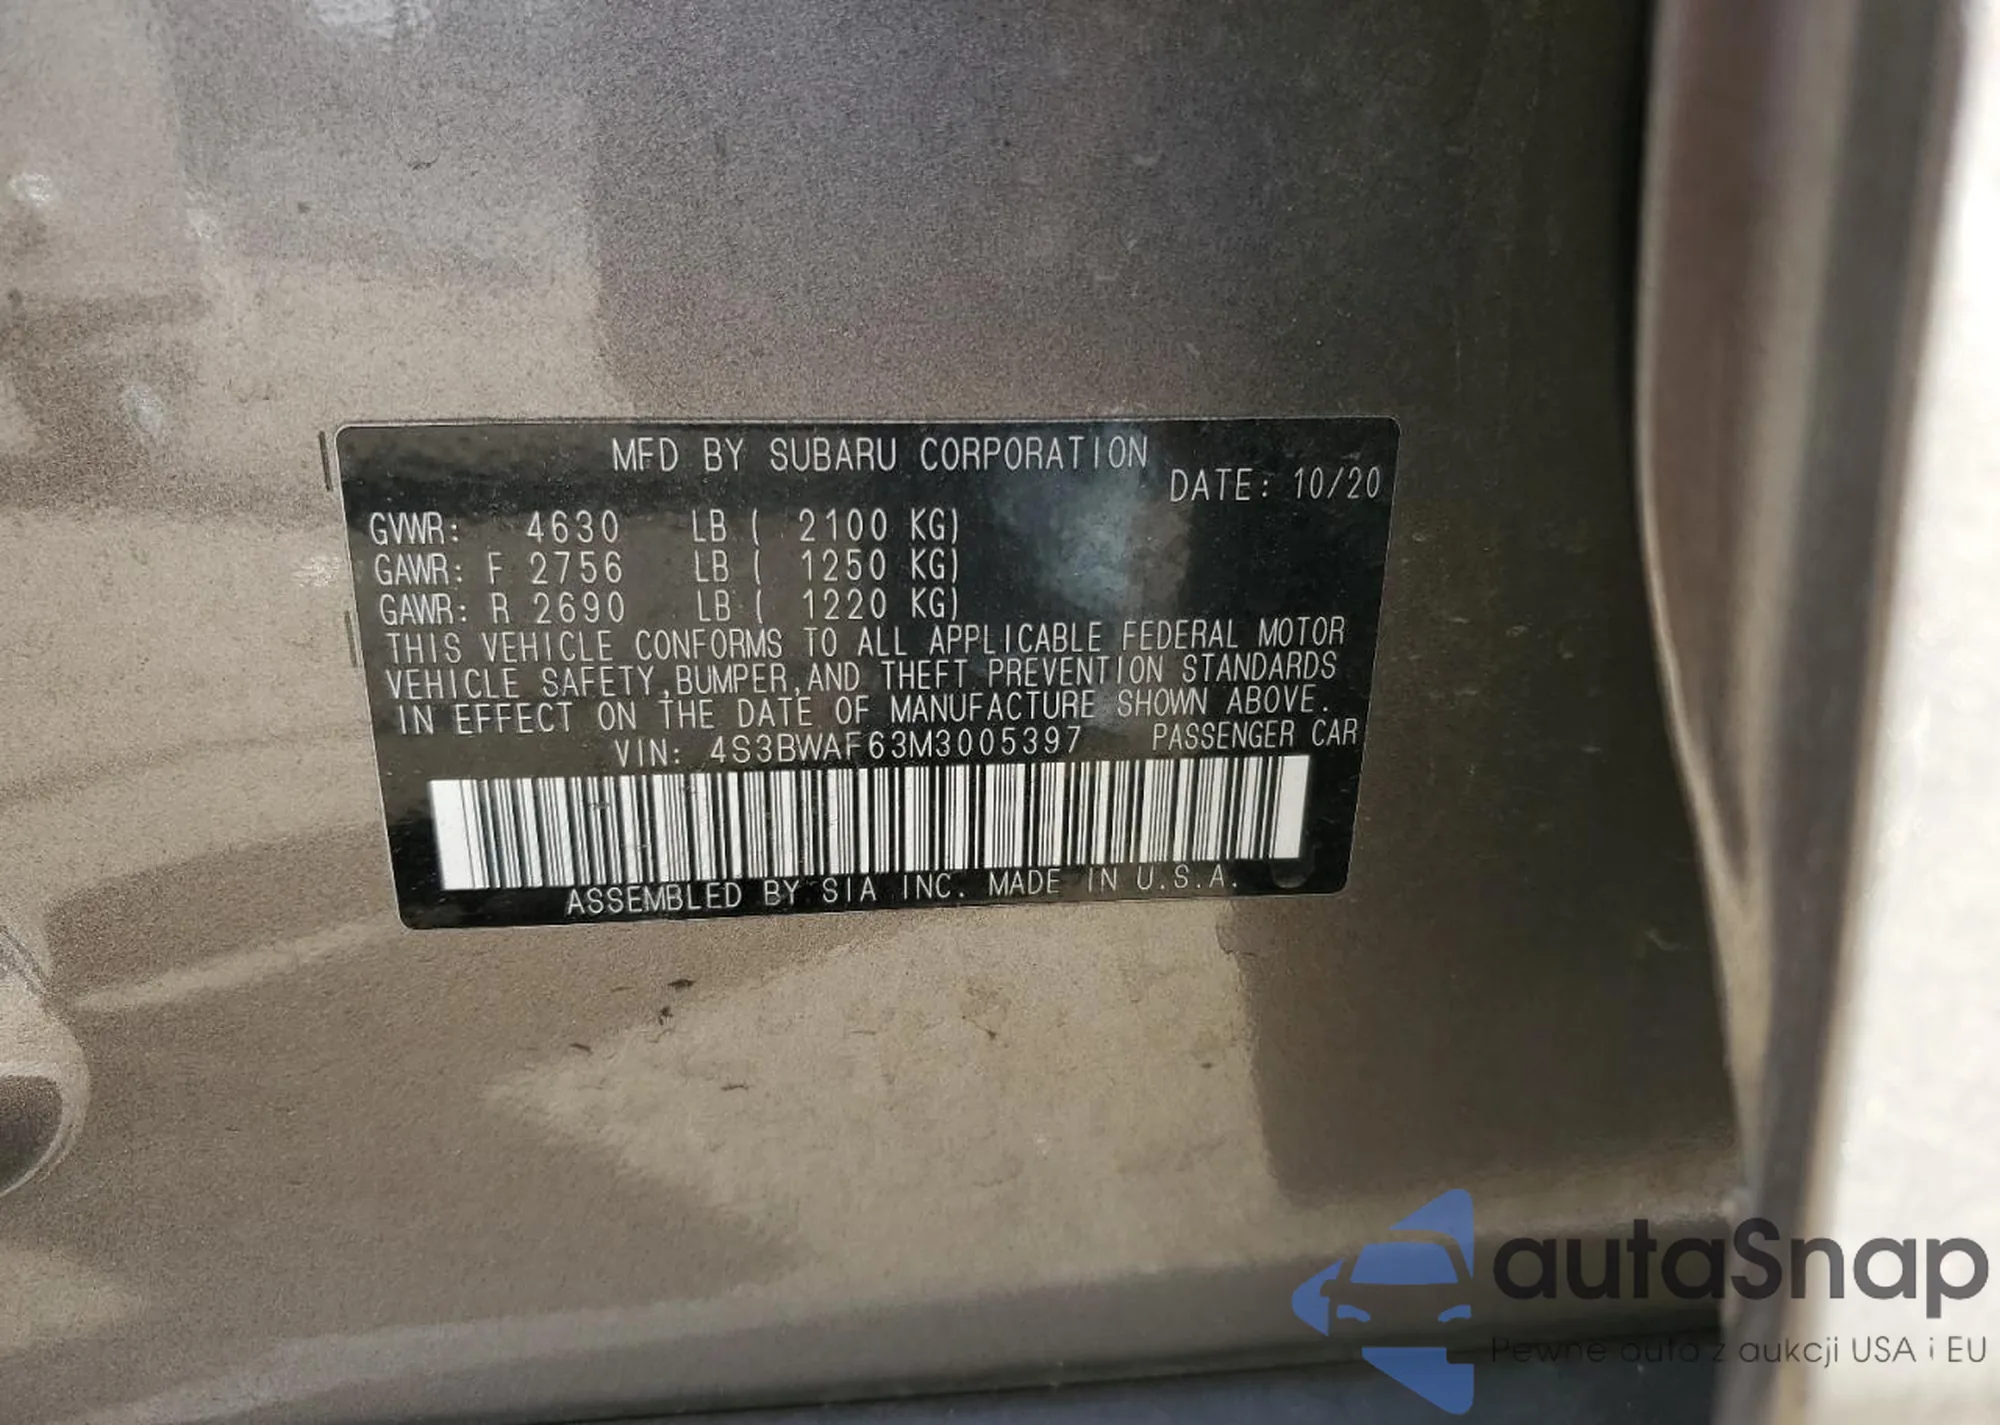 MFD BY SUBARU CORPORATION
DATE: 10/20
GVWR: 4630 LB ( 2100 KG)
GAWR: F 2756 LB ( 1250 KG)
GAWR: R 2690 LB ( 1220 KG)
THIS VEHICLE CONFORMS TO ALL APPLICABLE FEDERAL MOTOR
VEHICLE SAFETY,BUMPER,AND THEFT PREVENTION STANDARDS
IN EFFECT ON THE DATE OF MANUFACTURE SHOWN ABOVE.
VIN: 4S3BWAF63M3005397 PASSENGER CAR
ASSEMBLED BY SIA INC. MADE IN U.S.A.
autaSnap
Pewne auta z aukcji USA i EU